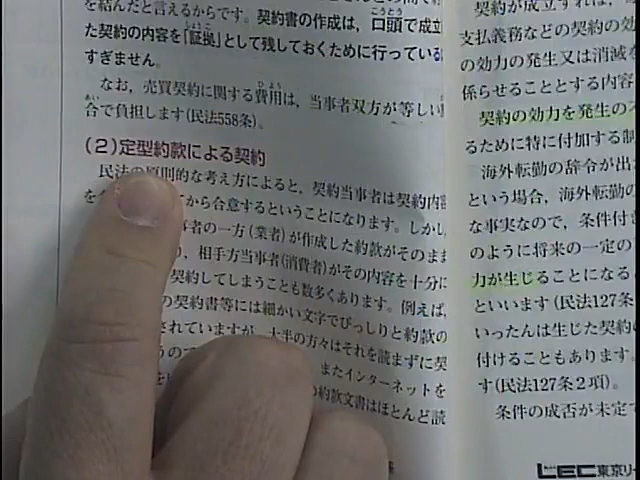 を結んだと言えるからです。契約書の作成は，口頭で成立
た契約の内容を「証拠」として残しておくために行っている
すぎません。
なお，売買契約に関する費用は，当事者双方が等しい
合で負担します(民法558条)。
(2)定型約款による契約
民法の原則的な考え方によると，契約当事者は契約内
から合意するということになります。しかし
事者の一方(業者)が作成した約款がそのまま
，相手方当事者(消費者)がその内容を十分に
契約してしまうことも数多くあります。例えば，
の契約書等には細かい文字でびっしりと約款の
されていますが，大半の方々はそれを読まずに契
うので
またインターネットを
の約款文書はほとんど読
契約が成立すれば，
支払義務などの契約の効
の効力の発生又は消滅を
係らせることとする内容
契約の効力を発生の
るために特に付加する制
海外転勤の辞令が出
という場合，海外転勤の
な事実なので，条件付き
のように将来の一定の
力が生じることになる
といいます(民法127条
いったんは生じた契約
付けることもあります
す(民法127条2項)。
条件の成否が未定で
LEC東京リー